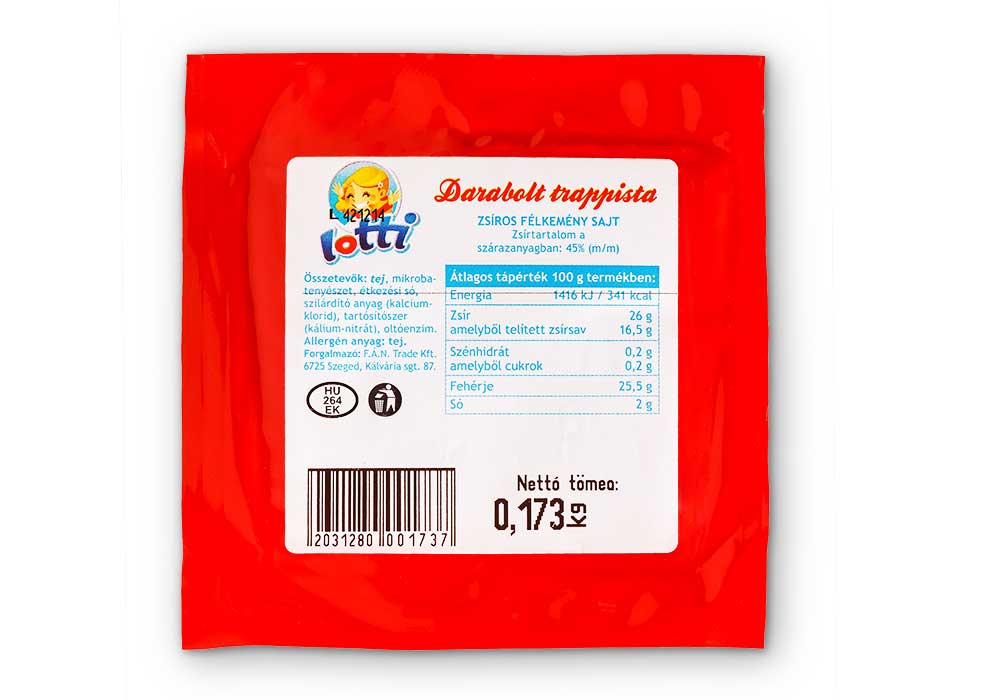 L 421214
lotti
Darabolt trappista
ZSÍROS FÉLKEMÉNY SAJT
Zsírtartalom a
szárazanyagban: 45% (m/m)
Összetevők: tej, mikroba-
tenyészet, étkezési só,
szilárdító anyag (kalcium-
klorid), tartósítószer
(kálium-nitrát), oltóenzim.
Allergén anyag: tej.
Forgalmazó: F.Á.N. Trade Kft.
6725 Szeged, Kálvária sgt. 87.
HU
264
EK
Átlagos tápérték 100 g termékben:
Energia 1416 kJ / 341 kcal
Zsír 26 g
amelyből telített zsírsav 16,5 g
Szénhidrát 0,2 g
amelyből cukrok 0,2 g
Fehérje 25,5 g
Só 2 g
2031280 001737
Nettó tömeg:
0,173 kg